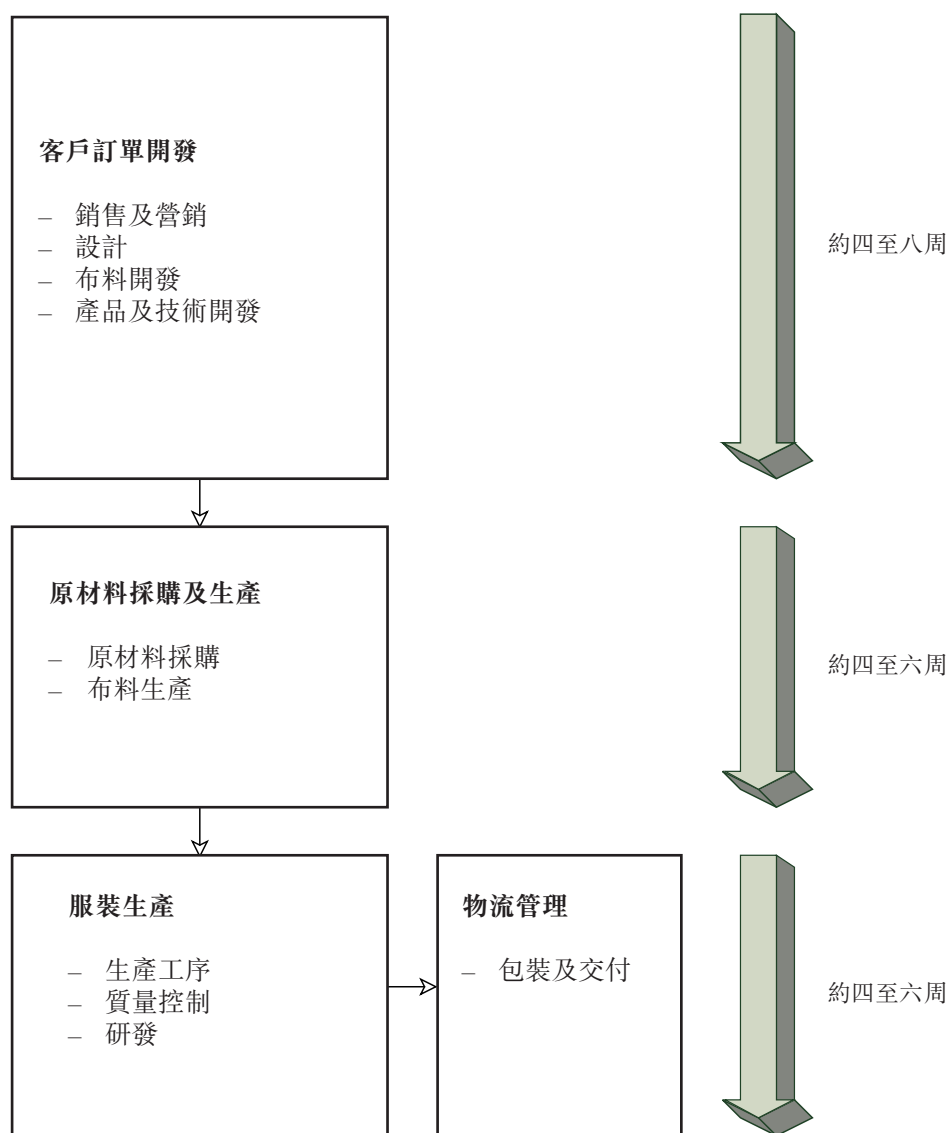 客戶訂單開發
– 銷售及營銷
– 設計
– 布料開發
– 產品及技術開發
約四至八周
原材料採購及生產
– 原材料採購
– 布料生產
約四至六周
服裝生產
– 生產工序
– 質量控制
– 研發
物流管理
– 包裝及交付
約四至六周